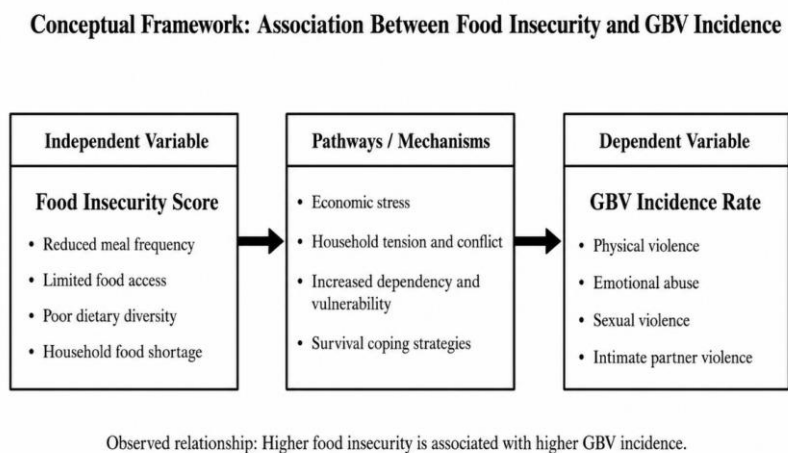 Conceptual Framework: Association Between Food Insecurity and GBV Incidence
Independent Variable
Food Insecurity Score
• Reduced meal frequency
• Limited food access
• Poor dietary diversity
• Household food shortage
Pathways / Mechanisms
• Economic stress
• Household tension and conflict
• Increased dependency and
vulnerability
• Survival coping strategies
Dependent Variable
GBV Incidence Rate
• Physical violence
• Emotional abuse
• Sexual violence
• Intimate partner violence
Observed relationship: Higher food insecurity is associated with higher GBV incidence.